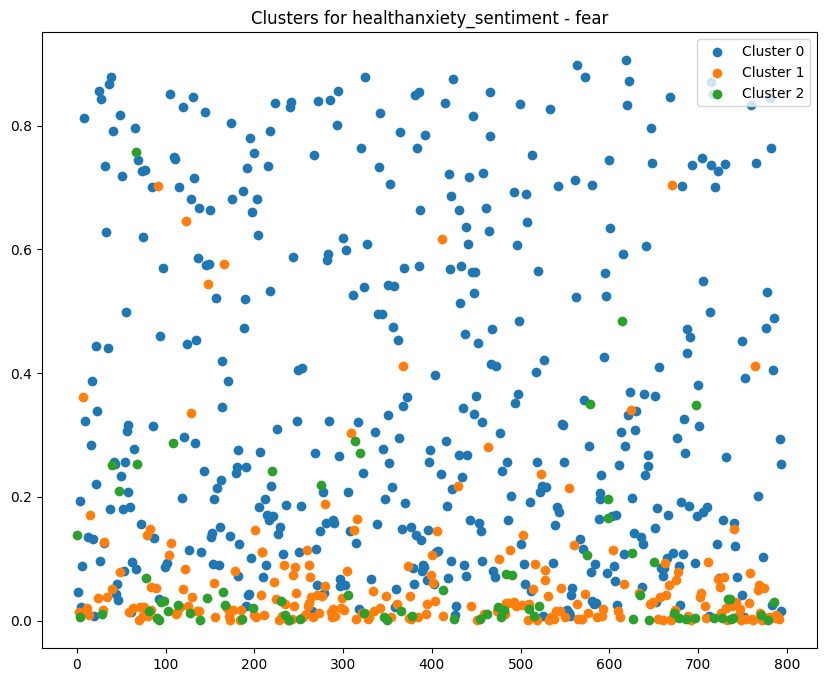 Clusters for healthanxiety_sentiment - fear
Cluster 0
Cluster 1
Cluster 2
0.8
0.6
0.4
0.2
0.0
0 100 200 300 400 500 600 700 800